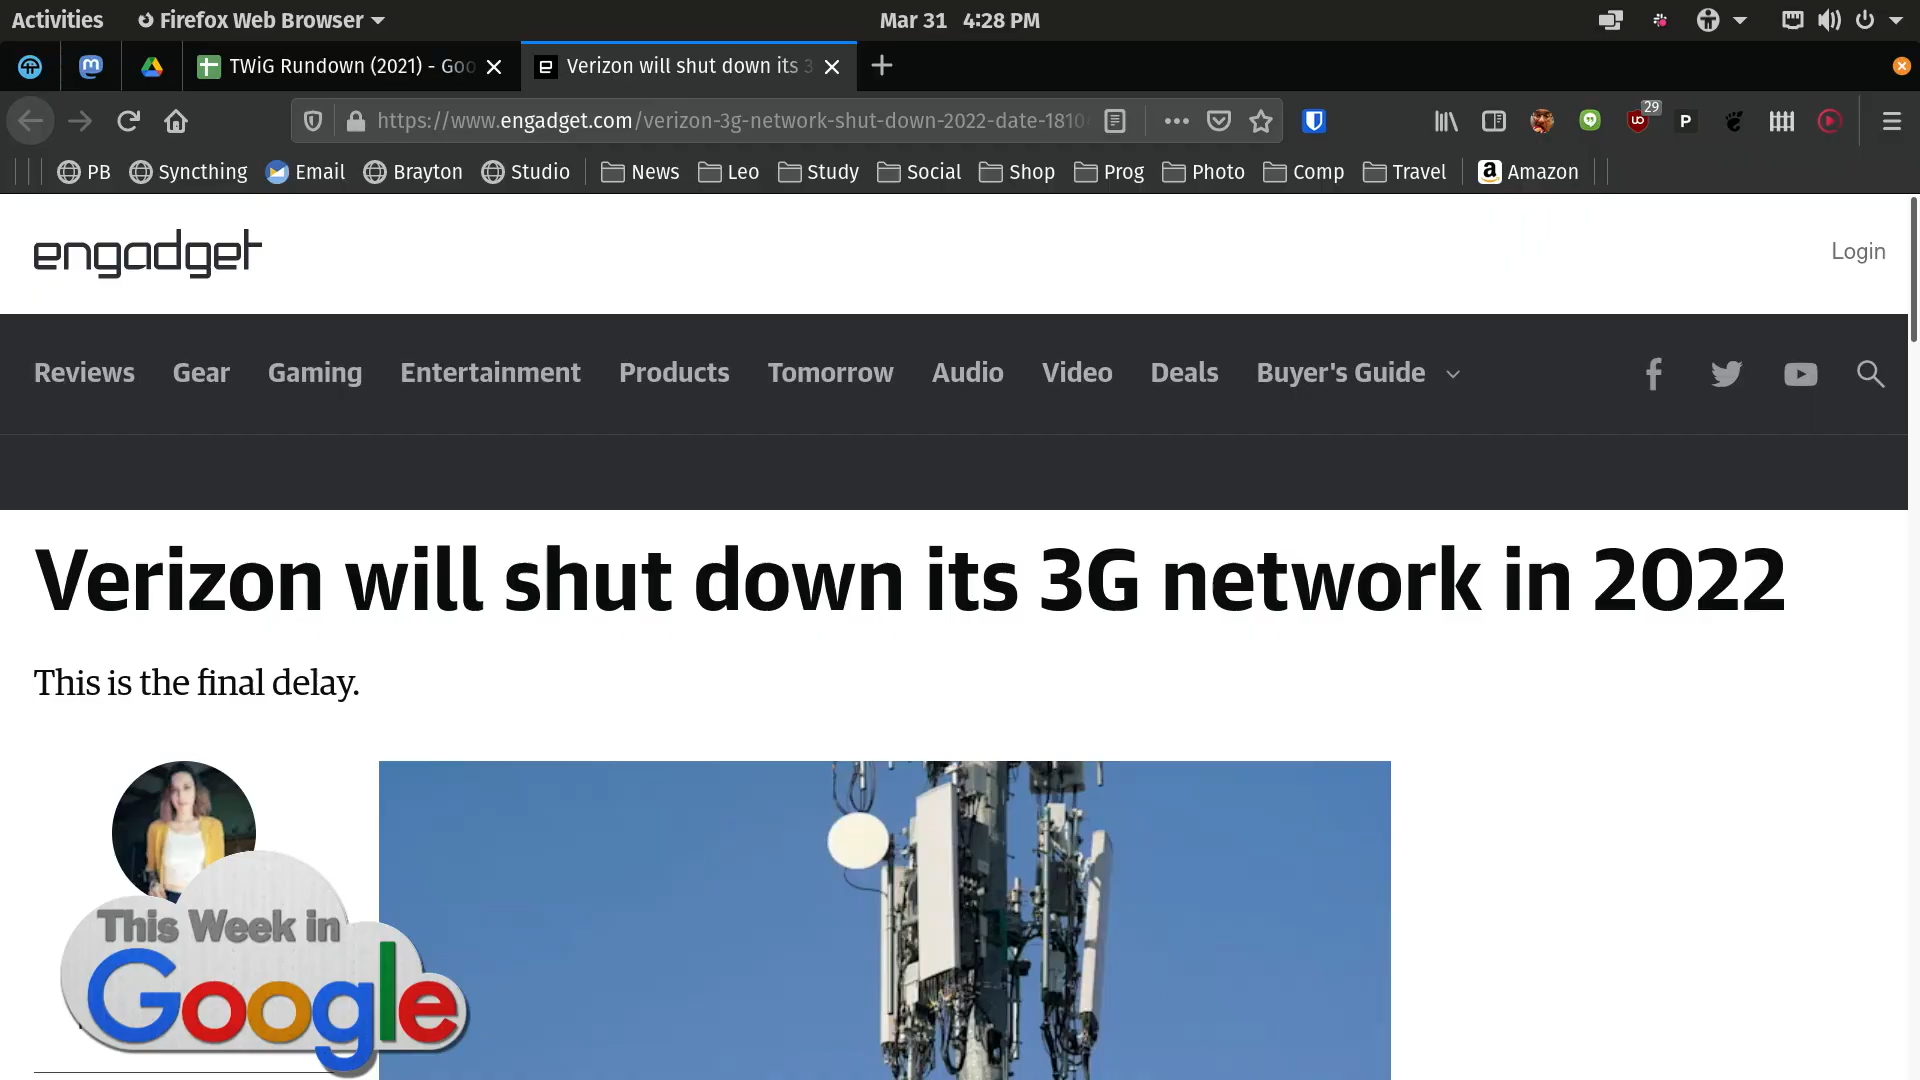 Activities Firefox Web Browser Mar 31 4:28 PM
TWiG Rundown (2021) - Goo Verizon will shut down its 3
https://www.engadget.com/verizon-3g-network-shut-down-2022-date-1810 29
PB Syncthing Email Brayton Studio News Leo Study Social Shop Prog Photo Comp Travel Amazon
engadget
Login
Reviews Gear Gaming Entertainment Products Tomorrow Audio Video Deals Buyer's Guide
Verizon will shut down its 3G network in 2022
This is the final delay.
This Week in
Google